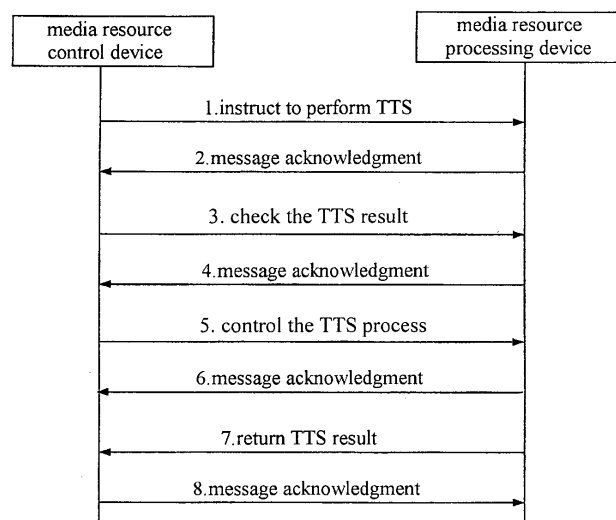 media resource
control device
media resource
processing device
1.instruct to perform TTS
2.message acknowledgment
3. check the TTS result
4.message acknowledgment
5. control the TTS process
6.message acknowledgment
7.return TTS result
8.message acknowledgment